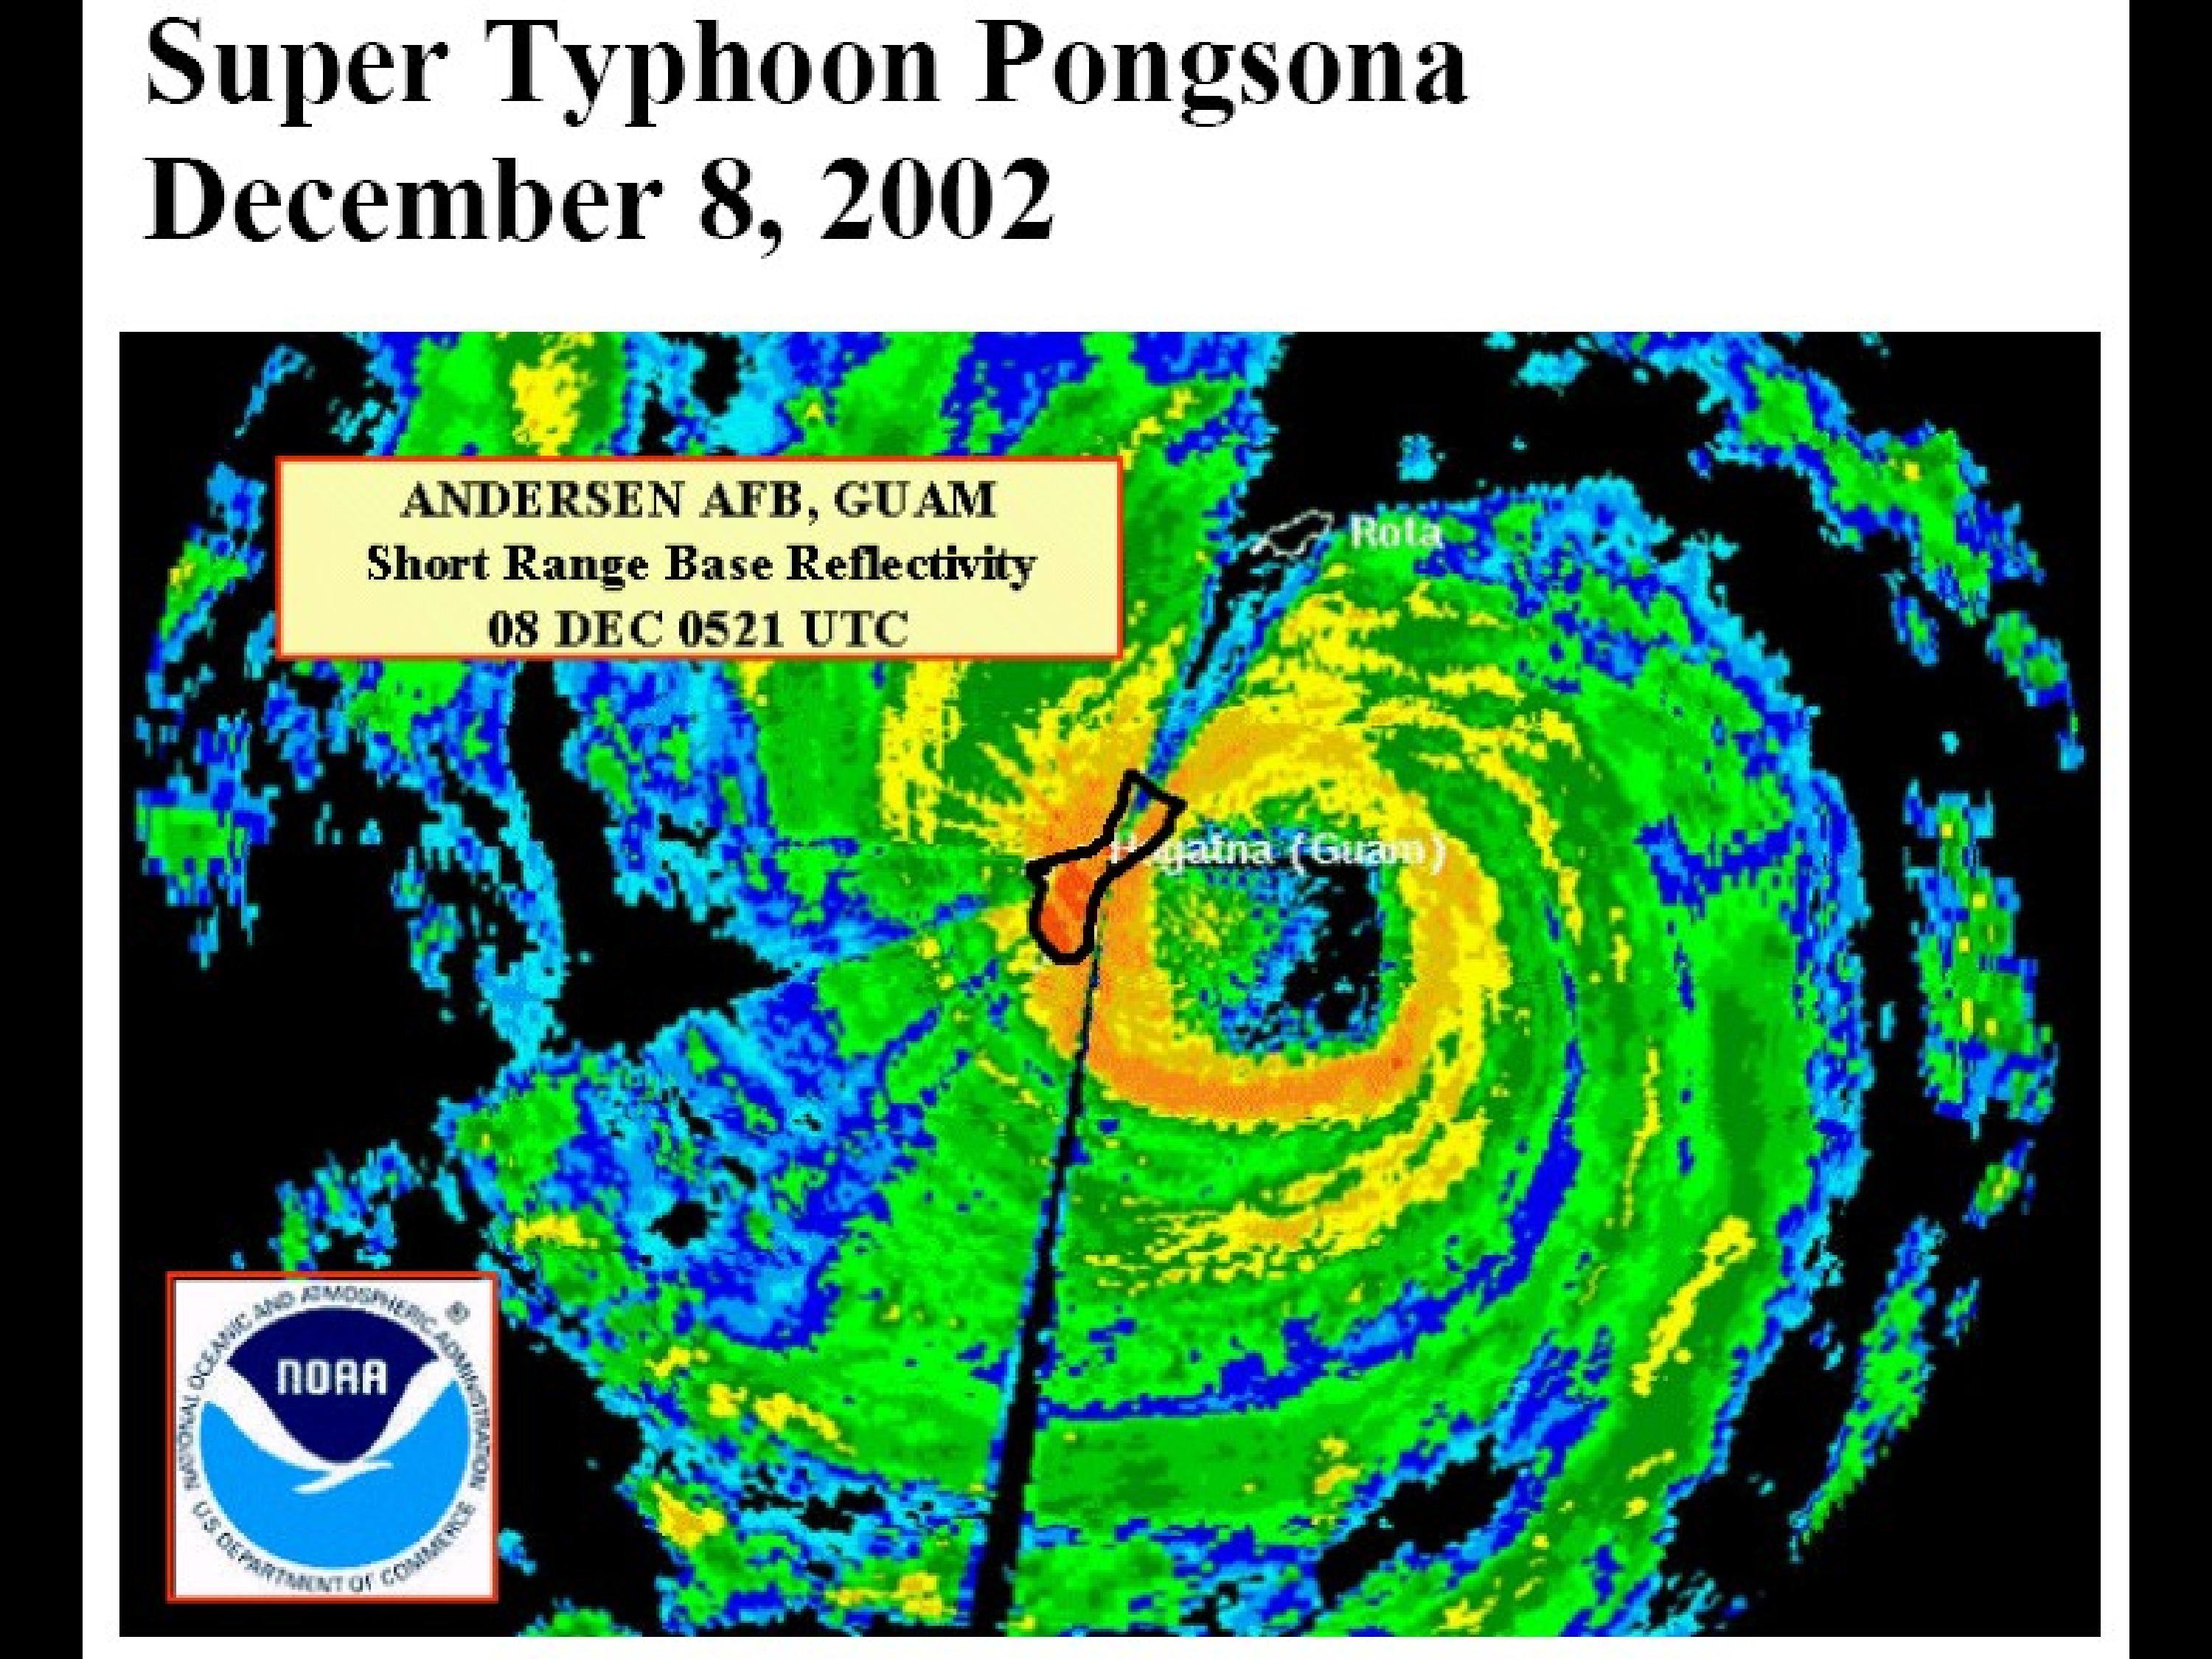 Super Typhoon Pongsona
December 8, 2002
ANDERSEN AFB, GUAM
Short Range Base Reflectivity
08 DEC 0521 UTC
Rota
Hagatna (Guam)
NATIONAL OCEANIC AND ATMOSPHERIC ADMINISTRATION
®
NOAA
U.S. DEPARTMENT OF COMMERCE